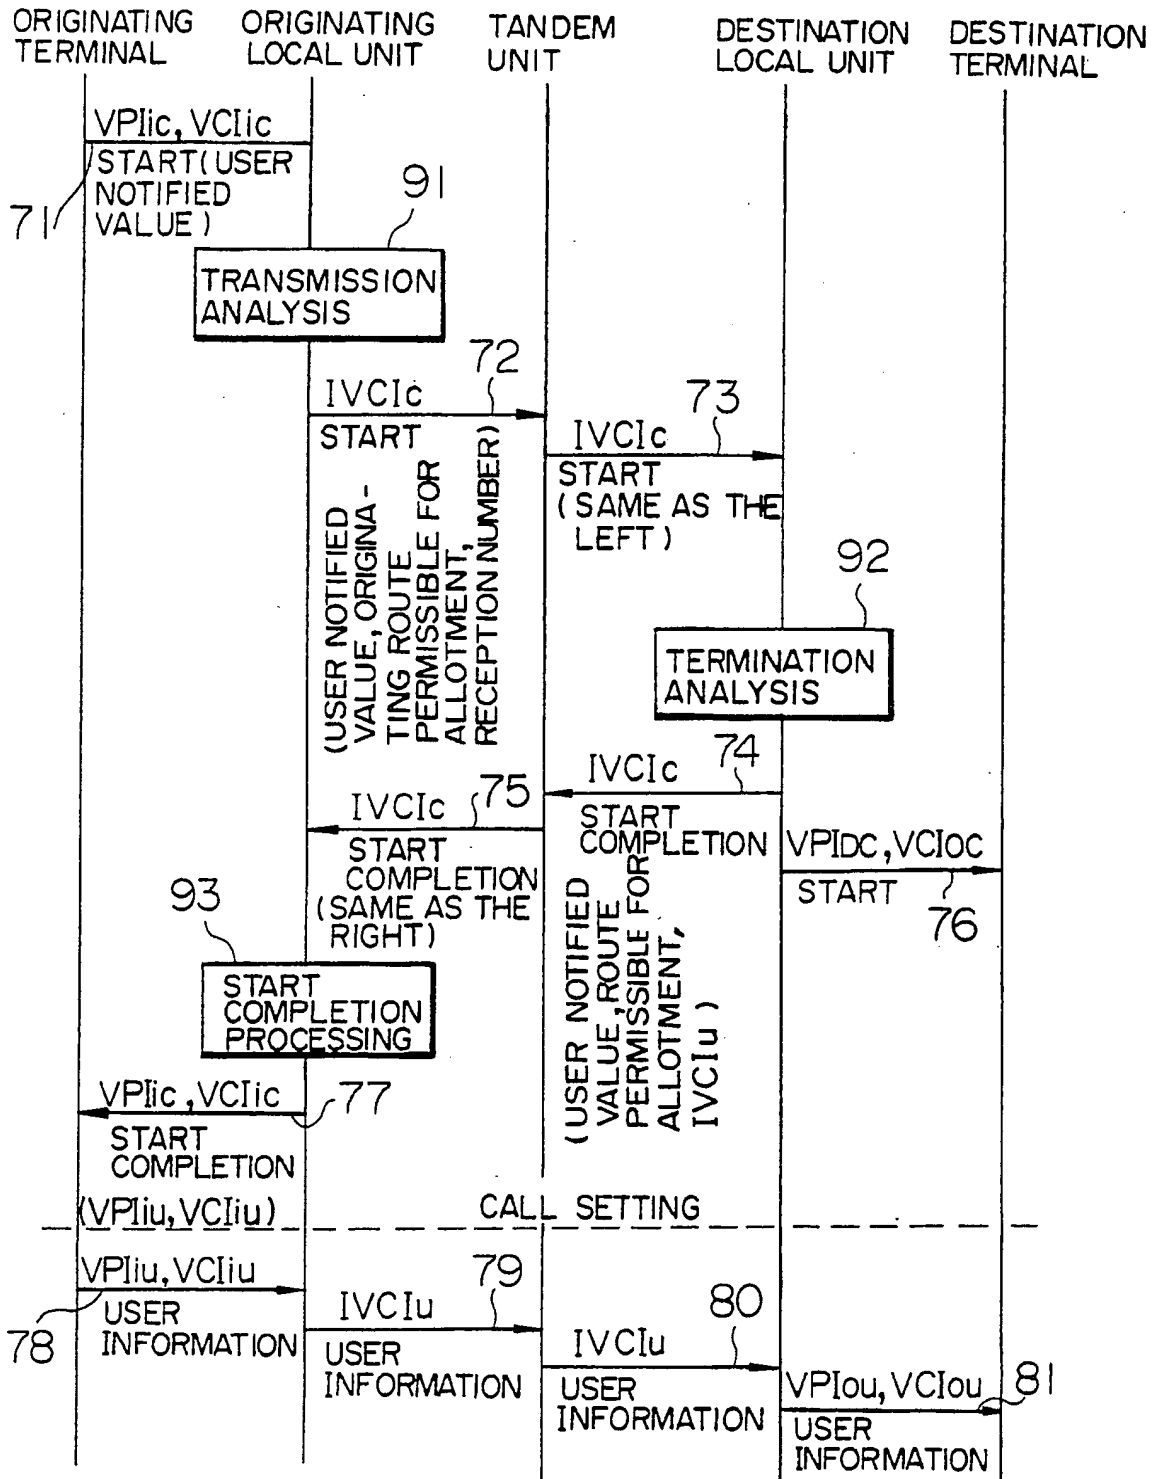 ORIGINATING
TERMINAL
ORIGINATING
LOCAL UNIT
TANDEM
UNIT
DESTINATION
LOCAL UNIT
DESTINATION
TERMINAL
VPIic, VCIic
START(USER
NOTIFIED
VALUE)
71
91
TRANSMISSION
ANALYSIS
IVCIc
72
START
(USER NOTIFIED
VALUE, ORIGINA-
TING ROUTE
PERMISSIBLE FOR
ALLOTMENT,
RECEPTION NUMBER)
IVCIc
73
START
(SAME AS THE
LEFT)
92
TERMINATION
ANALYSIS
IVCIc
74
START
COMPLETION
(USER NOTIFIED
VALUE, ROUTE
PERMISSIBLE FOR
ALLOTMENT,
IVCIu)
IVCIc
75
START
COMPLETION
(SAME AS THE
RIGHT)
VPIDC, VCIOC
START
76
93
START
COMPLETION
PROCESSING
VPIic, VCIic
77
START
COMPLETION
(VPIiu, VCIiu)
CALL SETTING
VPIiu, VCIiu
78
USER
INFORMATION
IVCIu
79
USER
INFORMATION
IVCIu
80
USER
INFORMATION
VPIou, VCIou
81
USER
INFORMATION